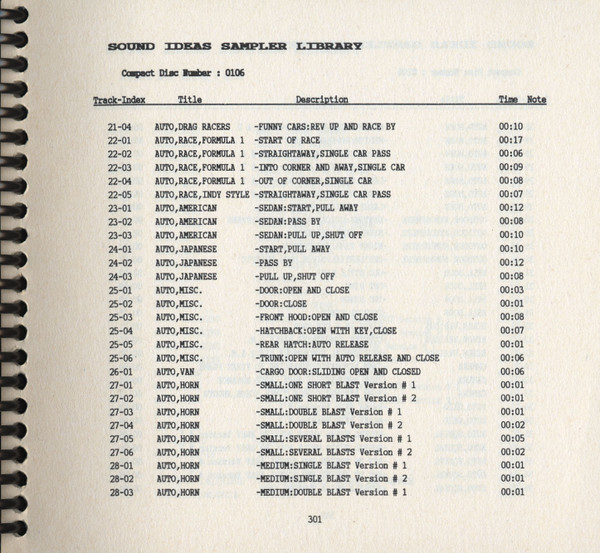 SOUND IDEAS SAMPLER LIBRARY
Compact Disc Number : 0106
Track-Index Title Description Time Note
21-04 AUTO,DRAG RACERS -FUNNY CARS:REV UP AND RACE BY 00:10
22-01 AUTO,RACE,FORMULA 1 -START OF RACE 00:17
22-02 AUTO,RACE,FORMULA 1 -STRAIGHTAWAY,SINGLE CAR PASS 00:06
22-03 AUTO,RACE,FORMULA 1 -INTO CORNER AND AWAY,SINGLE CAR 00:09
22-04 AUTO,RACE,FORMULA 1 -OUT OF CORNER,SINGLE CAR 00:08
22-05 AUTO,RACE,INDY STYLE -STRAIGHTAWAY,SINGLE CAR PASS 00:07
23-01 AUTO,AMERICAN -SEDAN:START,PULL AWAY 00:12
23-02 AUTO,AMERICAN -SEDAN:PASS BY 00:08
23-03 AUTO,AMERICAN -SEDAN:PULL UP,SHUT OFF 00:10
24-01 AUTO,JAPANESE -START,PULL AWAY 00:10
24-02 AUTO,JAPANESE -PASS BY 00:12
24-03 AUTO,JAPANESE -PULL UP,SHUT OFF 00:08
25-01 AUTO,MISC. -DOOR:OPEN AND CLOSE 00:03
25-02 AUTO,MISC. -DOOR:CLOSE 00:01
25-03 AUTO,MISC. -FRONT HOOD:OPEN AND CLOSE 00:08
25-04 AUTO,MISC. -HATCHBACK:OPEN WITH KEY,CLOSE 00:07
25-05 AUTO,MISC. -REAR HATCH:AUTO RELEASE 00:01
25-06 AUTO,MISC. -TRUNK:OPEN WITH AUTO RELEASE AND CLOSE 00:06
26-01 AUTO,VAN -CARGO DOOR:SLIDING OPEN AND CLOSED 00:06
27-01 AUTO,HORN -SMALL:ONE SHORT BLAST Version # 1 00:01
27-02 AUTO,HORN -SMALL:ONE SHORT BLAST Version # 2 00:01
27-03 AUTO,HORN -SMALL:DOUBLE BLAST Version # 1 00:01
27-04 AUTO,HORN -SMALL:DOUBLE BLAST Version # 2 00:02
27-05 AUTO,HORN -SMALL:SEVERAL BLASTS Version # 1 00:05
27-06 AUTO,HORN -SMALL:SEVERAL BLASTS Version # 2 00:02
28-01 AUTO,HORN -MEDIUM:SINGLE BLAST Version # 1 00:01
28-02 AUTO,HORN -MEDIUM:SINGLE BLAST Version # 2 00:01
28-03 AUTO,HORN -MEDIUM:DOUBLE BLAST Version # 1 00:01
301